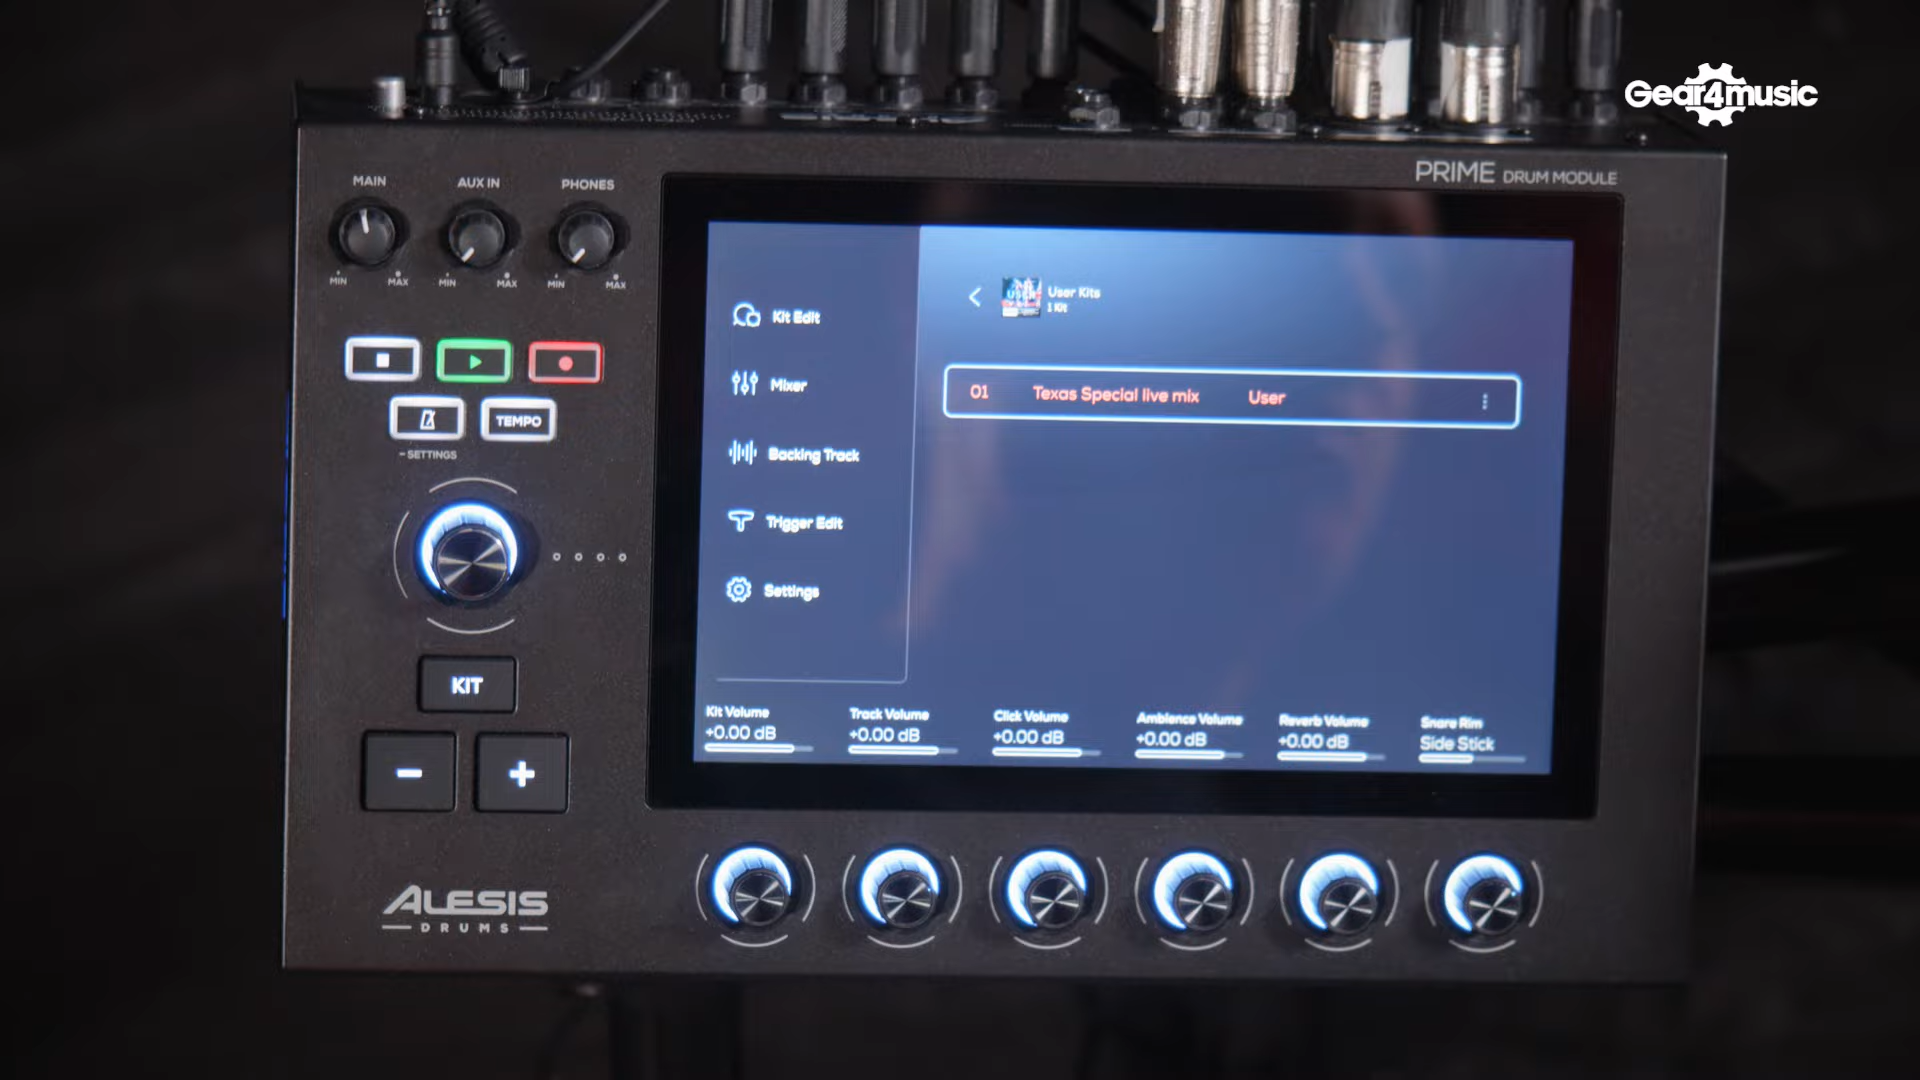 Gear4music
PRIME DRUM MODULE
MAIN
AUX IN
PHONES
MIN
MAX
MIN
MAX
MIN
MAX
TEMPO
SETTINGS
KIT
ALESIS
DRUMS
Kit Edit
Mixer
Backing Track
Trigger Edit
Settings
USER
User Kits
1 Kit
01 Texas Special live mix User
Kit Volume
+0.00 dB
Track Volume
+0.00 dB
Click Volume
+0.00 dB
Ambience Volume
+0.00 dB
Reverb Volume
+0.00 dB
Snare Rim
Side Stick